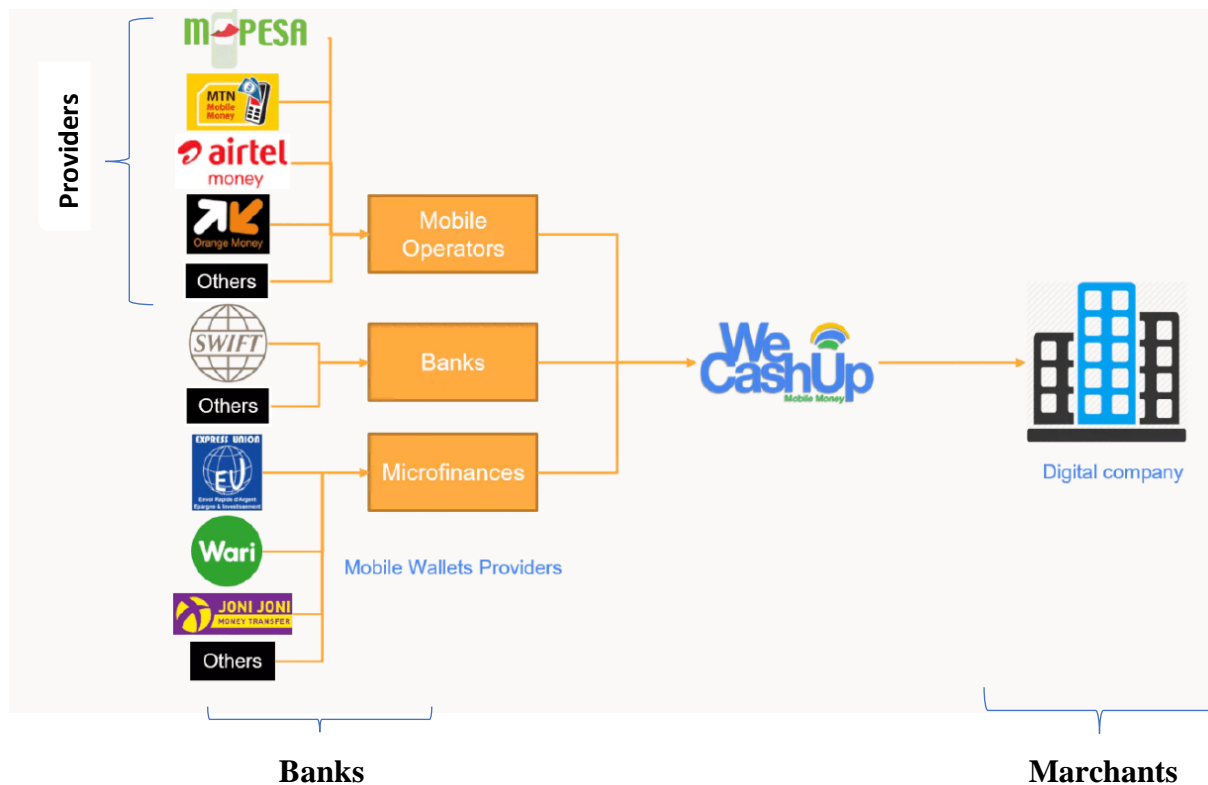 Providers
M-PESA
MTN
Mobile
Money
airtel
money
Orange Money
Others
SWIFT
Others
EXPRESS UNION
EU
Envoi Rapide d'Argent
Epargne & Investissement
Wari
JONI JONI
MONEY TRANSFER
Others
Mobile
Operators
Banks
Microfinances
Mobile Wallets Providers
We
CashUp
Mobile Money
Digital company
Banks
Marchants